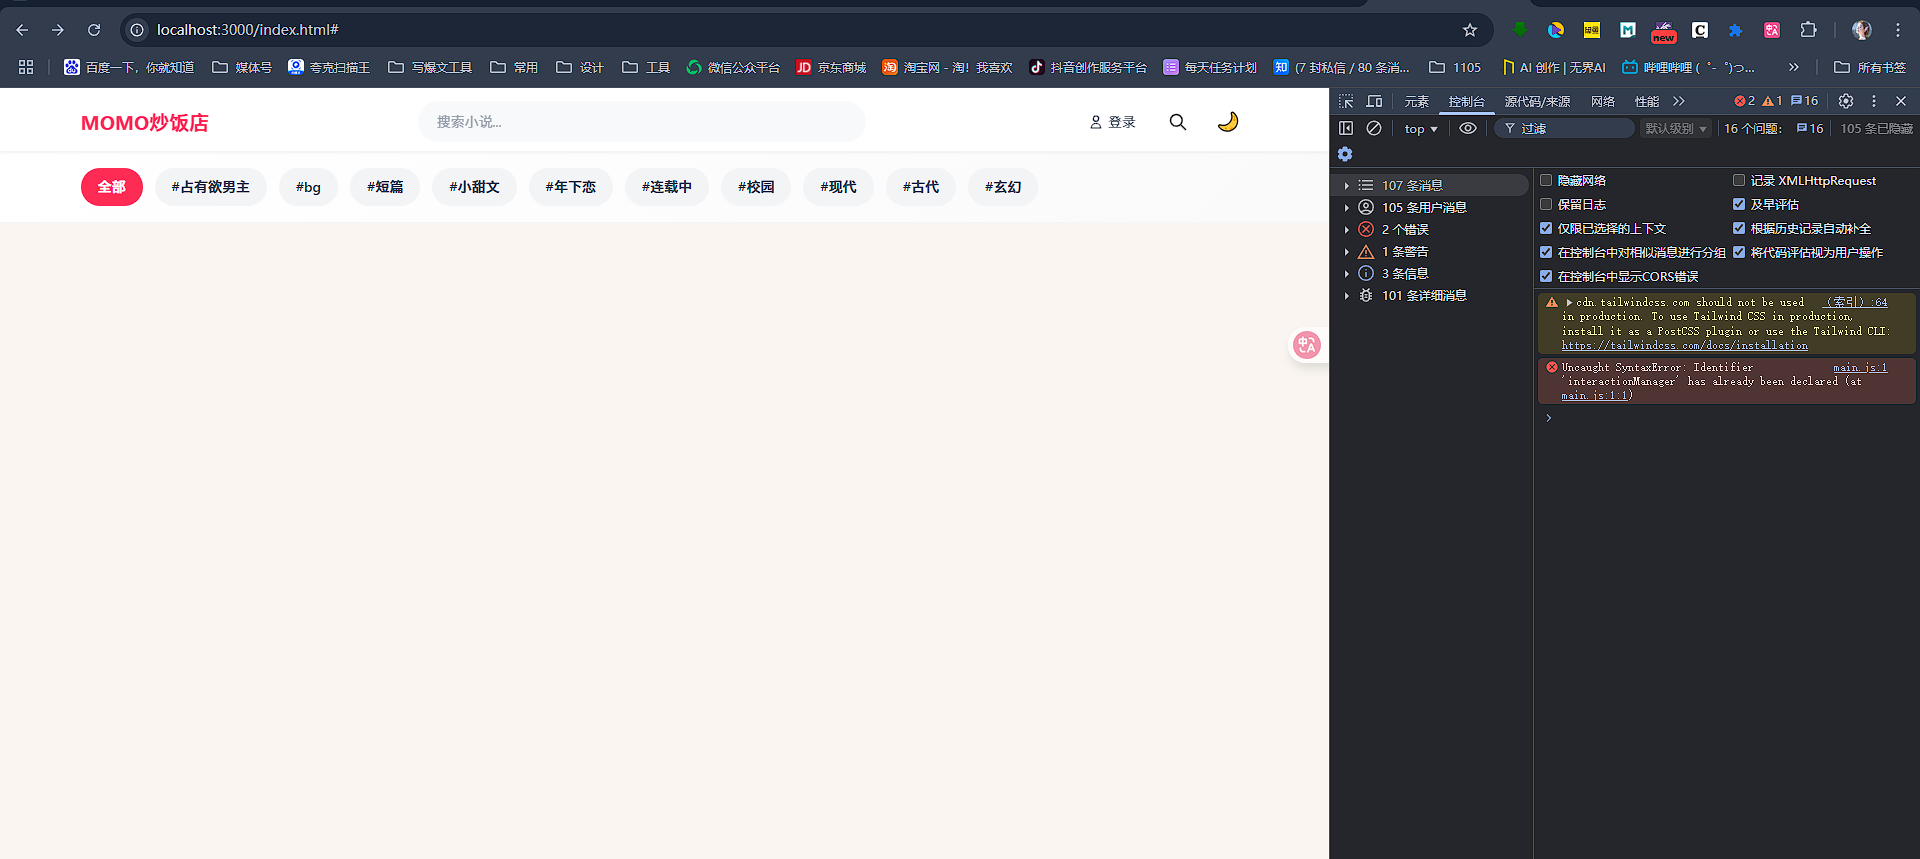 localhost:3000/index.html#
new
百度一下，你就知道
媒体号
夸克扫描王
写爆文工具
常用
设计
工具
微信公众平台
JD 京东商城
淘 淘宝网 - 淘！我喜欢
抖音创作服务平台
每天任务计划
知 (7 封私信 / 80 条消...
1105
AI 创作 | 无界AI
哔哩哔哩 (゜-゜)つ...
所有书签
MOMO炒饭店
搜索小说...
登录
全部
#占有欲男主
#bg
#短篇
#小甜文
#年下恋
#连载中
#校园
#现代
#古代
#玄幻
元素
控制台
源代码/来源
网络
性能
2
1
16
top
过滤
默认级别
16 个问题：
16
105 条已隐藏
107 条消息
105 条用户消息
2 个错误
1 条警告
3 条信息
101 条详细消息
隐藏网络
记录 XMLHttpRequest
保留日志
及早评估
仅限已选择的上下文
根据历史记录自动补全
在控制台中对相似消息进行分组
将代码评估视为用户操作
在控制台中显示CORS错误
cdn.tailwindcss.com should not be used （索引）:64
in production. To use Tailwind CSS in production,
install it as a PostCSS plugin or use the Tailwind CLI:
https://tailwindcss.com/docs/installation
Uncaught SyntaxError: Identifier main.js:1
'interactionManager' has already been declared (at
main.js:1:1)